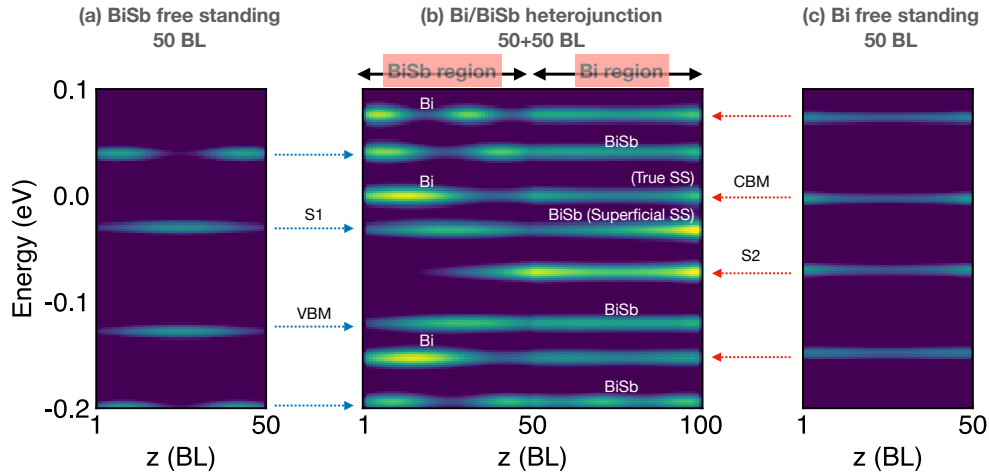 (a) BiSb free standing
50 BL
(b) Bi/BiSb heterojunction
50+50 BL
(c) Bi free standing
50 BL
BiSb region
Bi region
Energy (eV)
0.1
0.0
-0.1
-0.2
1
50
z (BL)
S1
VBM
Bi
BiSb
(True SS)
Bi
BiSb (Superficial SS)
BiSb
Bi
BiSb
1
50
100
z (BL)
CBM
S2
1
50
z (BL)